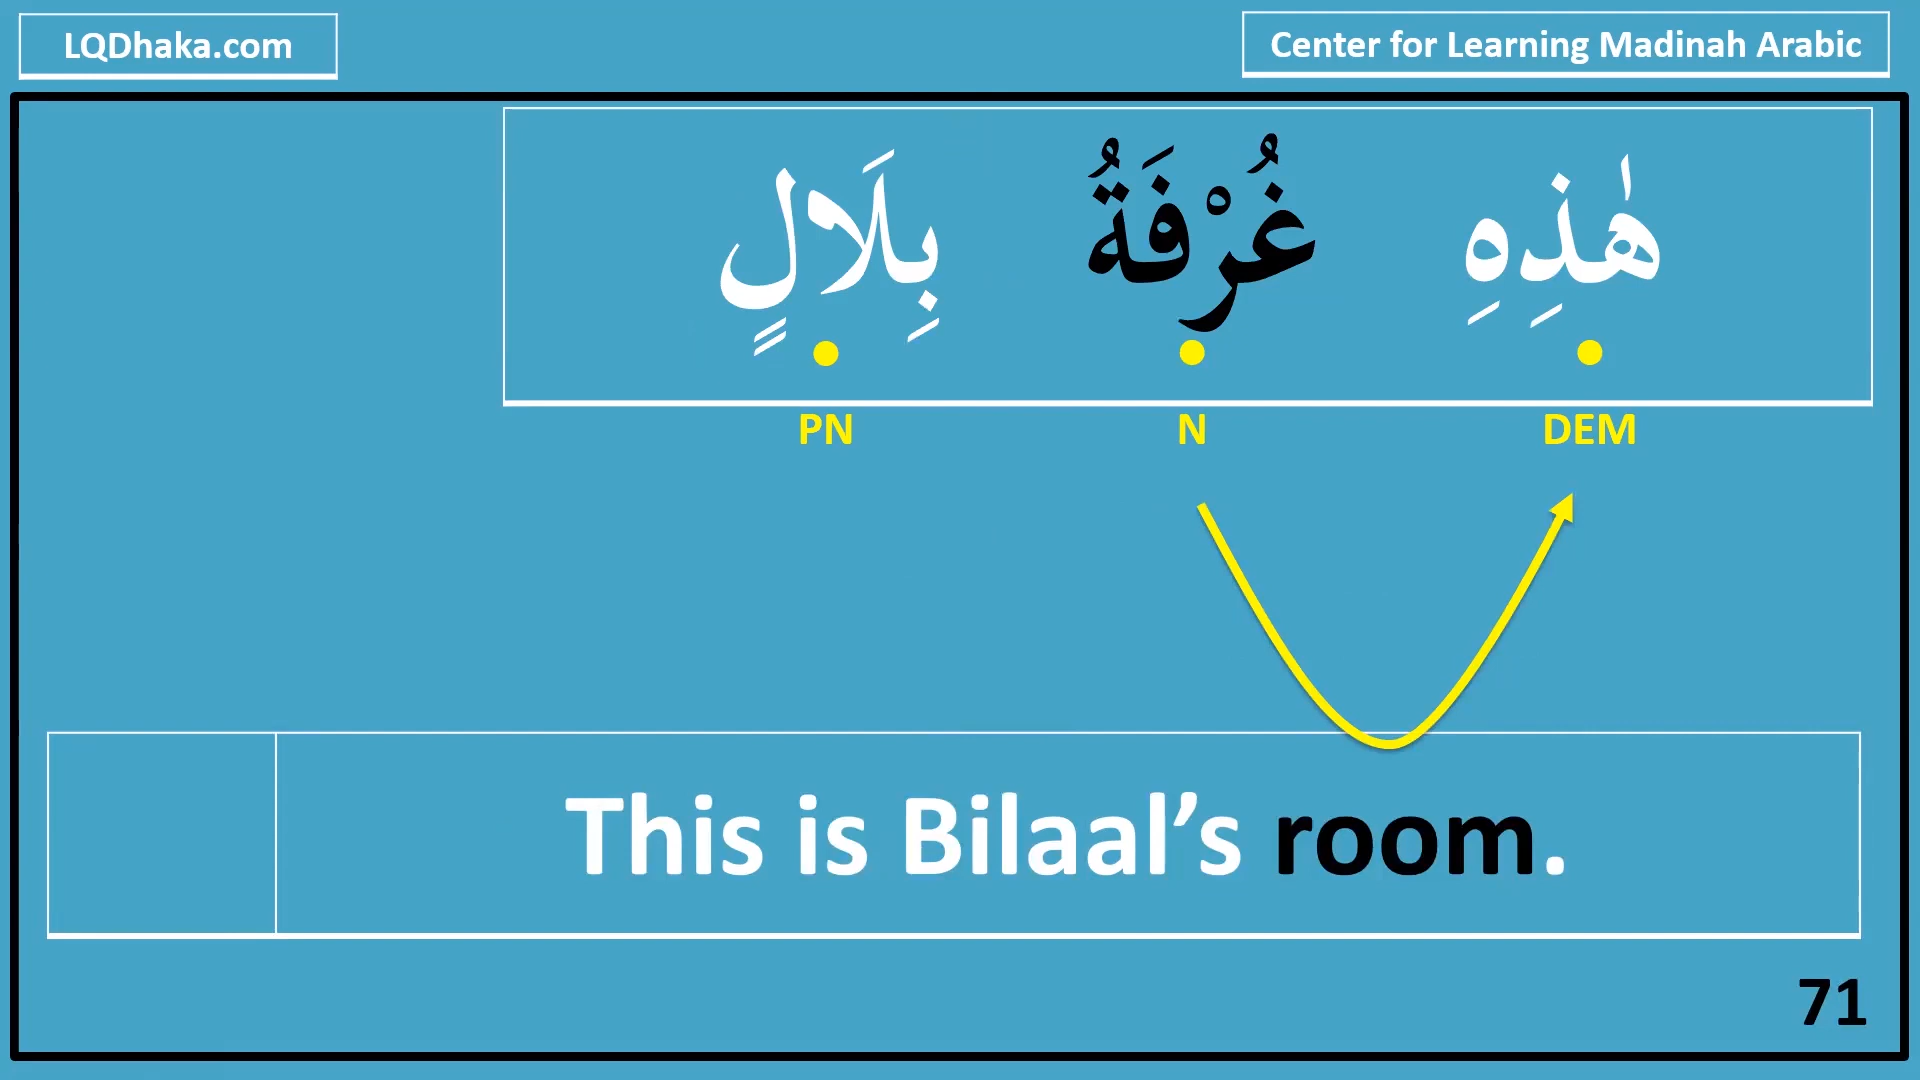 LQDhaka.com
Center for Learning Madinah Arabic
هٰذِهِ غُرْفَةُ بِلَالٍ
DEM N PN
This is Bilaal’s room.
71